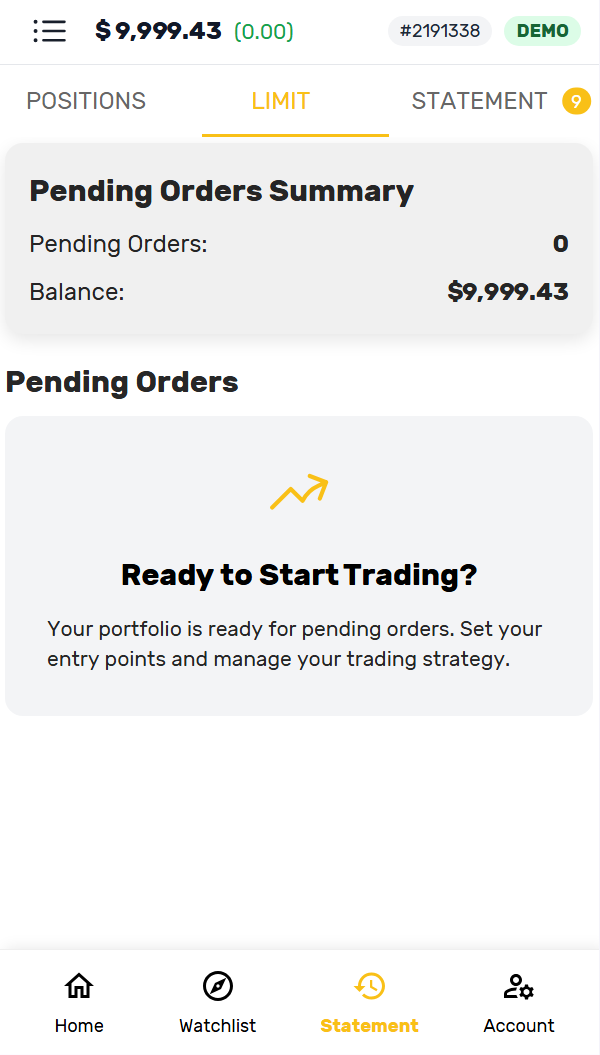 $ 9,999.43 (0.00) #2191338 DEMO
POSITIONS LIMIT STATEMENT 9
Pending Orders Summary
Pending Orders: 0
Balance: $9,999.43
Pending Orders
Ready to Start Trading?
Your portfolio is ready for pending orders. Set your
entry points and manage your trading strategy.
Home Watchlist Statement Account